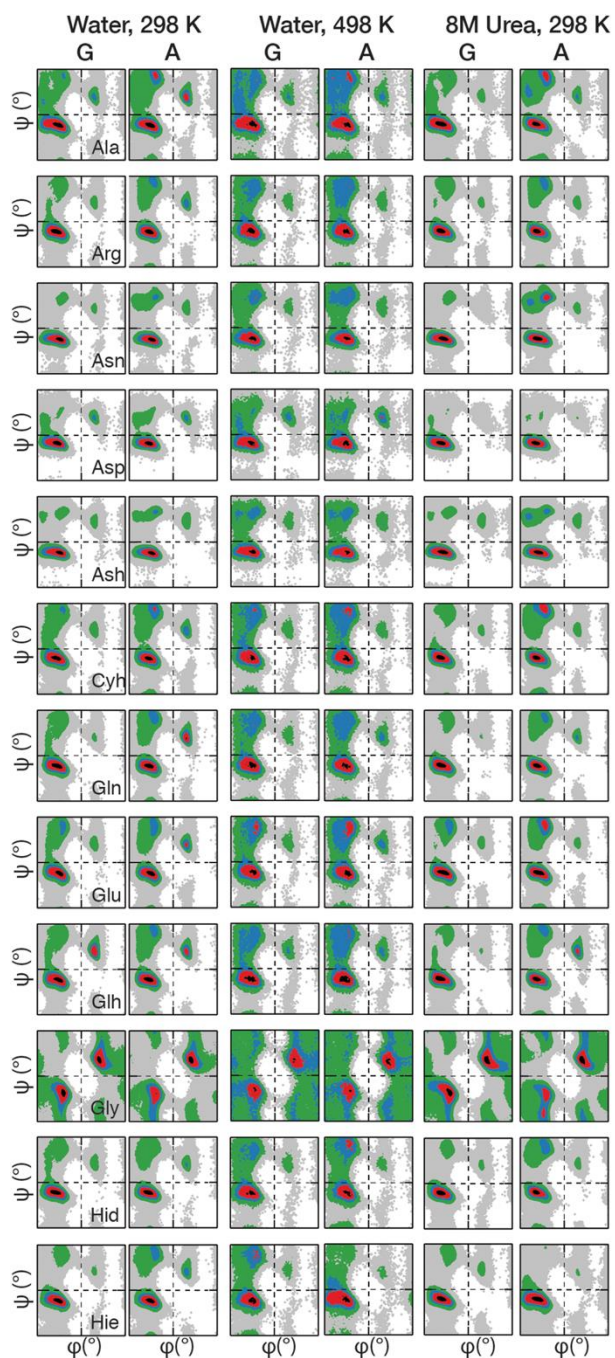 Water, 298 K Water, 498 K 8M Urea, 298 K
G A G A G A
ψ (°)
Ala
ψ (°)
Arg
ψ (°)
Asn
ψ (°)
Asp
ψ (°)
Ash
ψ (°)
Cyh
ψ (°)
Gln
ψ (°)
Glu
ψ (°)
Glh
ψ (°)
Gly
ψ (°)
Hid
ψ (°)
Hie
φ(°) φ(°) φ(°)